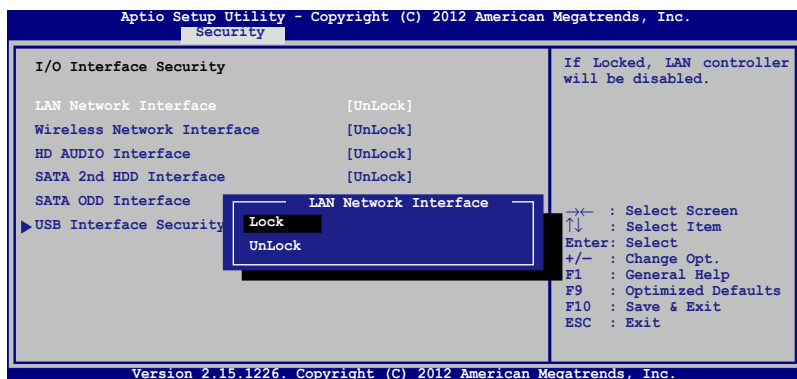 Aptio Setup Utility - Copyright (C) 2012 American Megatrends, Inc.
Security
I/O Interface Security
LAN Network Interface [UnLock]
Wireless Network Interface [UnLock]
HD AUDIO Interface [UnLock]
SATA 2nd HDD Interface [UnLock]
SATA ODD Interface
USB Interface Security
LAN Network Interface
Lock
UnLock
If Locked, LAN controller
will be disabled.
→← : Select Screen
↑↓ : Select Item
Enter: Select
+/— : Change Opt.
F1 : General Help
F9 : Optimized Defaults
F10 : Save & Exit
ESC : Exit
Version 2.15.1226. Copyright (C) 2012 American Megatrends, Inc.